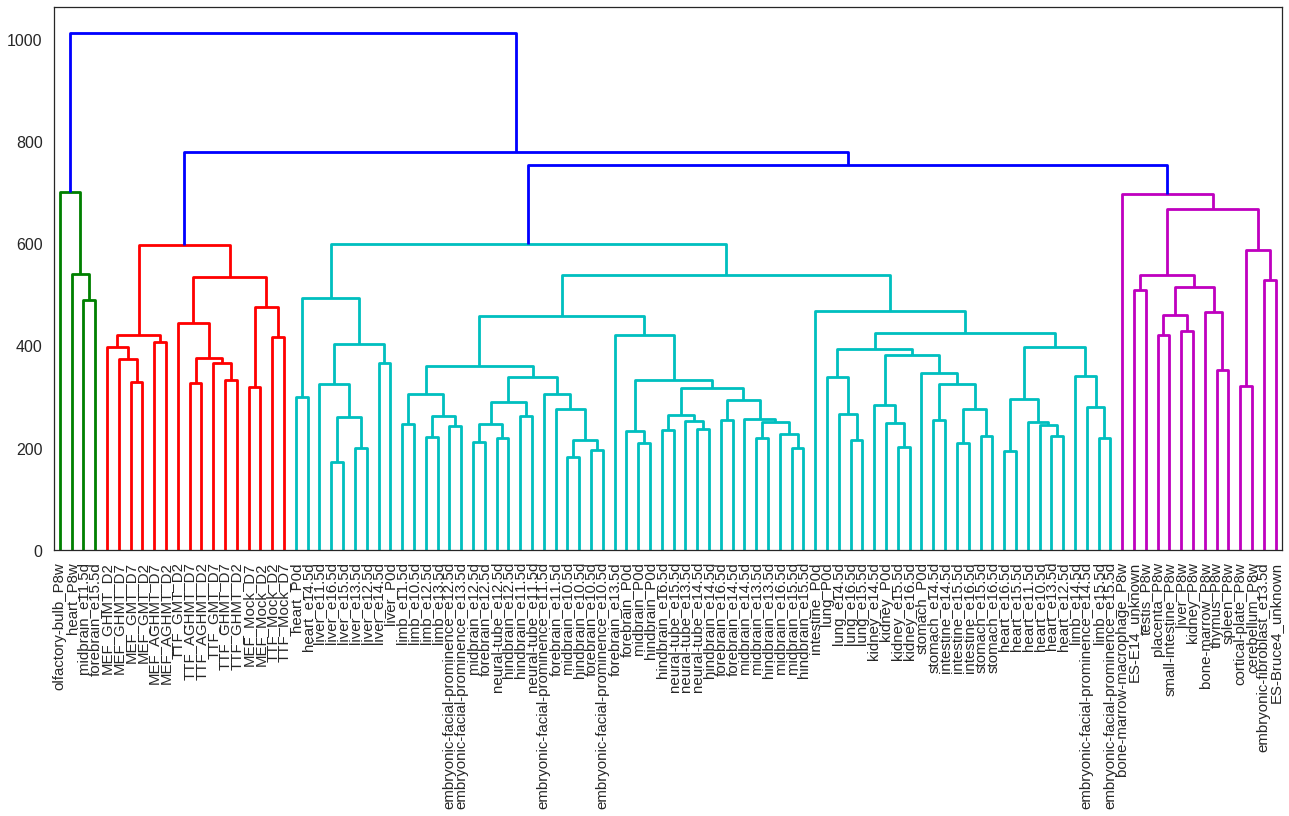 1000
800
600
400
200
0
olfactory-bulb_P8w
heart_P8w
midbrain_e11.5d
forebrain_e15.5d
MEF_GHMT_D2
MEF_GHMT_D7
MEF_GMT_D7
MEF_GMT_D2
MEF_AGHMT_D7
MEF_AGHMT_D2
TTF_GMT_D2
TTF_AGHMT_D7
TTF_AGHMT_D2
TTF_GMT_D7
TTF_GHMT_D7
TTF_GHMT_D2
MEF_Mock_D7
MEF_Mock_D2
TTF_Mock_D2
TTF_Mock_D7
heart_P0d
heart_e14.5d
liver_e11.5d
liver_e16.5d
liver_e15.5d
liver_e13.5d
liver_e12.5d
liver_e14.5d
liver_P0d
limb_e11.5d
limb_e10.5d
limb_e12.5d
limb_e13.5d
embryonic-facial-prominence_e12.5d
embryonic-facial-prominence_e13.5d
midbrain_e12.5d
forebrain_e12.5d
neural-tube_e12.5d
hindbrain_e12.5d
hindbrain_e11.5d
neural-tube_e11.5d
embryonic-facial-prominence_e11.5d
forebrain_e11.5d
midbrain_e10.5d
hindbrain_e10.5d
forebrain_e10.5d
embryonic-facial-prominence_e10.5d
forebrain_e13.5d
forebrain_P0d
midbrain_P0d
hindbrain_P0d
hindbrain_e16.5d
neural-tube_e15.5d
neural-tube_e13.5d
neural-tube_e14.5d
hindbrain_e14.5d
forebrain_e16.5d
forebrain_e14.5d
midbrain_e14.5d
midbrain_e13.5d
hindbrain_e13.5d
midbrain_e16.5d
midbrain_e15.5d
hindbrain_e15.5d
intestine_P0d
lung_P0d
lung_e14.5d
lung_e16.5d
lung_e15.5d
kidney_e14.5d
kidney_P0d
kidney_e15.5d
kidney_e16.5d
stomach_P0d
stomach_e14.5d
intestine_e14.5d
intestine_e15.5d
intestine_e16.5d
stomach_e15.5d
stomach_e16.5d
heart_e16.5d
heart_e15.5d
heart_e11.5d
heart_e10.5d
heart_e13.5d
heart_e12.5d
limb_e14.5d
embryonic-facial-prominence_e14.5d
limb_e15.5d
embryonic-facial-prominence_e15.5d
bone-marrow-macrophage_P8w
ES-E14_unknown
testis_P8w
placenta_P8w
small-intestine_P8w
liver_P8w
kidney_P8w
bone-marrow_P8w
thymus_P8w
spleen_P8w
cortical-plate_P8w
cerebellum_P8w
embryonic-fibroblast_e13.5d
ES-Bruce4_unknown